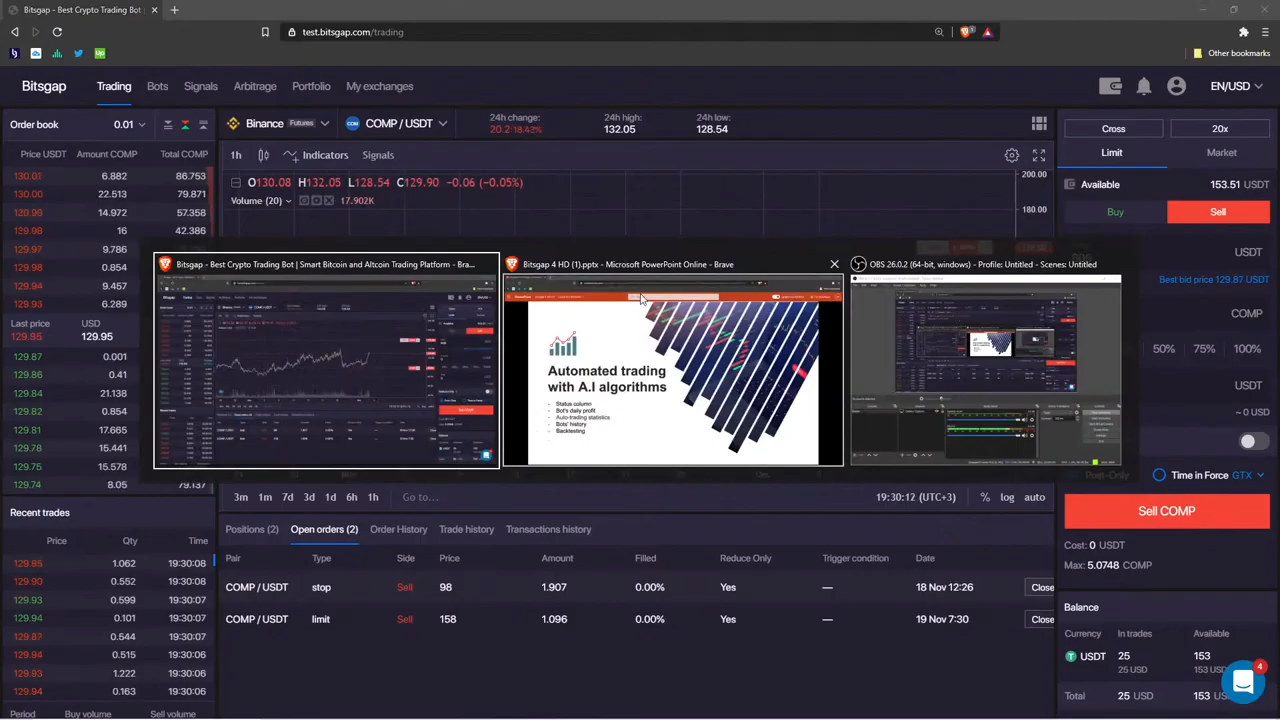 Bitsgap - Best Crypto Trading Bot
test.bitsgap.com/trading
Other bookmarks
Bitsgap
Trading
Bots
Signals
Arbitrage
Portfolio
My exchanges
EN/USD
Order book
0.01
Binance
Futures
COMP / USDT
24h change:
20.2:18.42%
24h high:
132.05
24h low:
128.54
Cross
20x
Price USDT Amount COMP Total COMP
130.01 6.882 86.753
130.00 22.513 79.871
129.99 14.972 57.358
129.98 16 42.386
129.97 9.786
129.98
129.94 9.457
129.93 6.289
Last price USD
129.95 129.95
129.87 0.001
129.86 0.41
129.84 21.138
129.82 0.854
129.81 17.665
129.78 15.441
129.75 15.578
129.74 8.05 79.137
1h
Indicators
Signals
O130.08 H132.05 L128.54 C129.90 −0.06 (−0.05%)
Volume (20)
17.902K
200.00
180.00
Limit
Market
Available
153.51 USDT
Buy
Sell
USDT
Best bid price 129.87 USDT
COMP
50% 75% 100%
USDT
~ 0 USD
Post-Only
Time in Force GTX
Sell COMP
Cost: 0 USDT
Max: 5.0748 COMP
Bitsgap - Best Crypto Trading Bot | Smart Bitcoin and Altcoin Trading Platform - Bra...
Bitsgap 4 HD (1).pptx - Microsoft PowerPoint Online - Brave
OBS 26.0.2 (64-bit, windows) - Profile: Untitled - Scenes: Untitled
Automated trading
with A.I algorithms
- Status column
- Bot's daily profit
- Auto-trading statistics
- Bots' history
- Backtesting
3m 1m 7d 3d 1d 6h 1h Go to...
19:30:12 (UTC+3) % log auto
Recent trades
Price Qty Time
129.86 1.062 19:30:08
129.90 0.552 19:30:08
129.93 0.599 19:30:08
129.94 0.101 19:30:08
129.87 0.544 19:30:06
129.94 0.515 19:30:06
129.93 1.222 19:30:06
129.94 0.163 19:30:06
Period Buy volume Sell volume
Positions (2) Open orders (2) Order History Trade history Transactions history
Pair Type Side Price Amount Filled Reduce Only Trigger condition Date
COMP / USDT stop Sell 98 1.907 0.00% Yes — 18 Nov 12:26 Close
COMP / USDT limit Sell 158 1.096 0.00% Yes — 19 Nov 7:30 Close
Balance
Currency In trades Available
USDT 25 153
25 USD 153 USD
Total 25 USD 153 USD
4